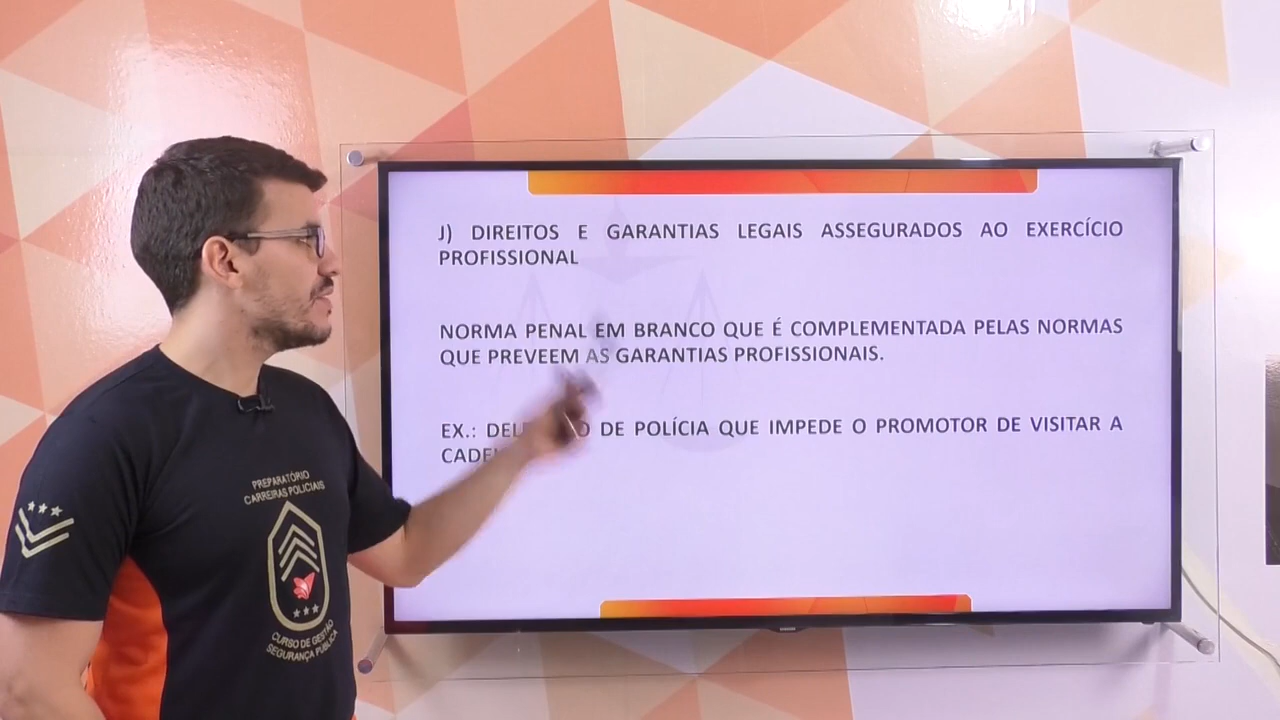 J) DIREITOS E GARANTIAS LEGAIS ASSEGURADOS AO EXERCÍCIO
PROFISSIONAL
NORMA PENAL EM BRANCO QUE É COMPLEMENTADA PELAS NORMAS
QUE PREVEEM AS GARANTIAS PROFISSIONAIS.
EX.: DE POLÍCIA QUE IMPEDE O PROMOTOR DE VISITAR A
PREPARATÓRIO
CARREIRAS POLICIAIS
CURSO DE GESTÃO
SEGURANÇA PÚBLICA